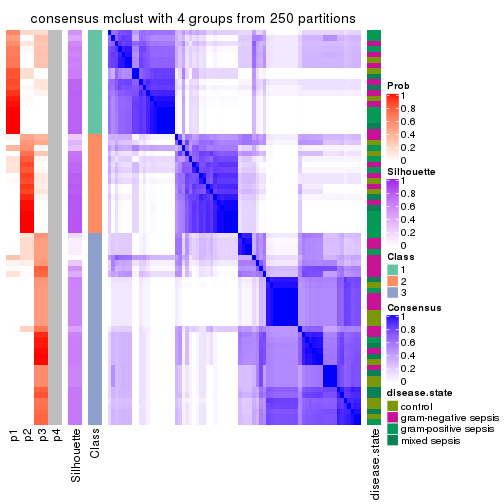 consensus mclust with 4 groups from 250 partitions
Prob
1
0.8
0.6
0.4
0.2
0
Silhouette
1
0.8
0.6
0.4
0.2
0
Class
1
2
3
Consensus
1
0.8
0.6
0.4
0.2
0
disease.state
control
gram-negative sepsis
gram-positive sepsis
mixed sepsis
p1
p2
p3
p4
Silhouette
Class
disease.state